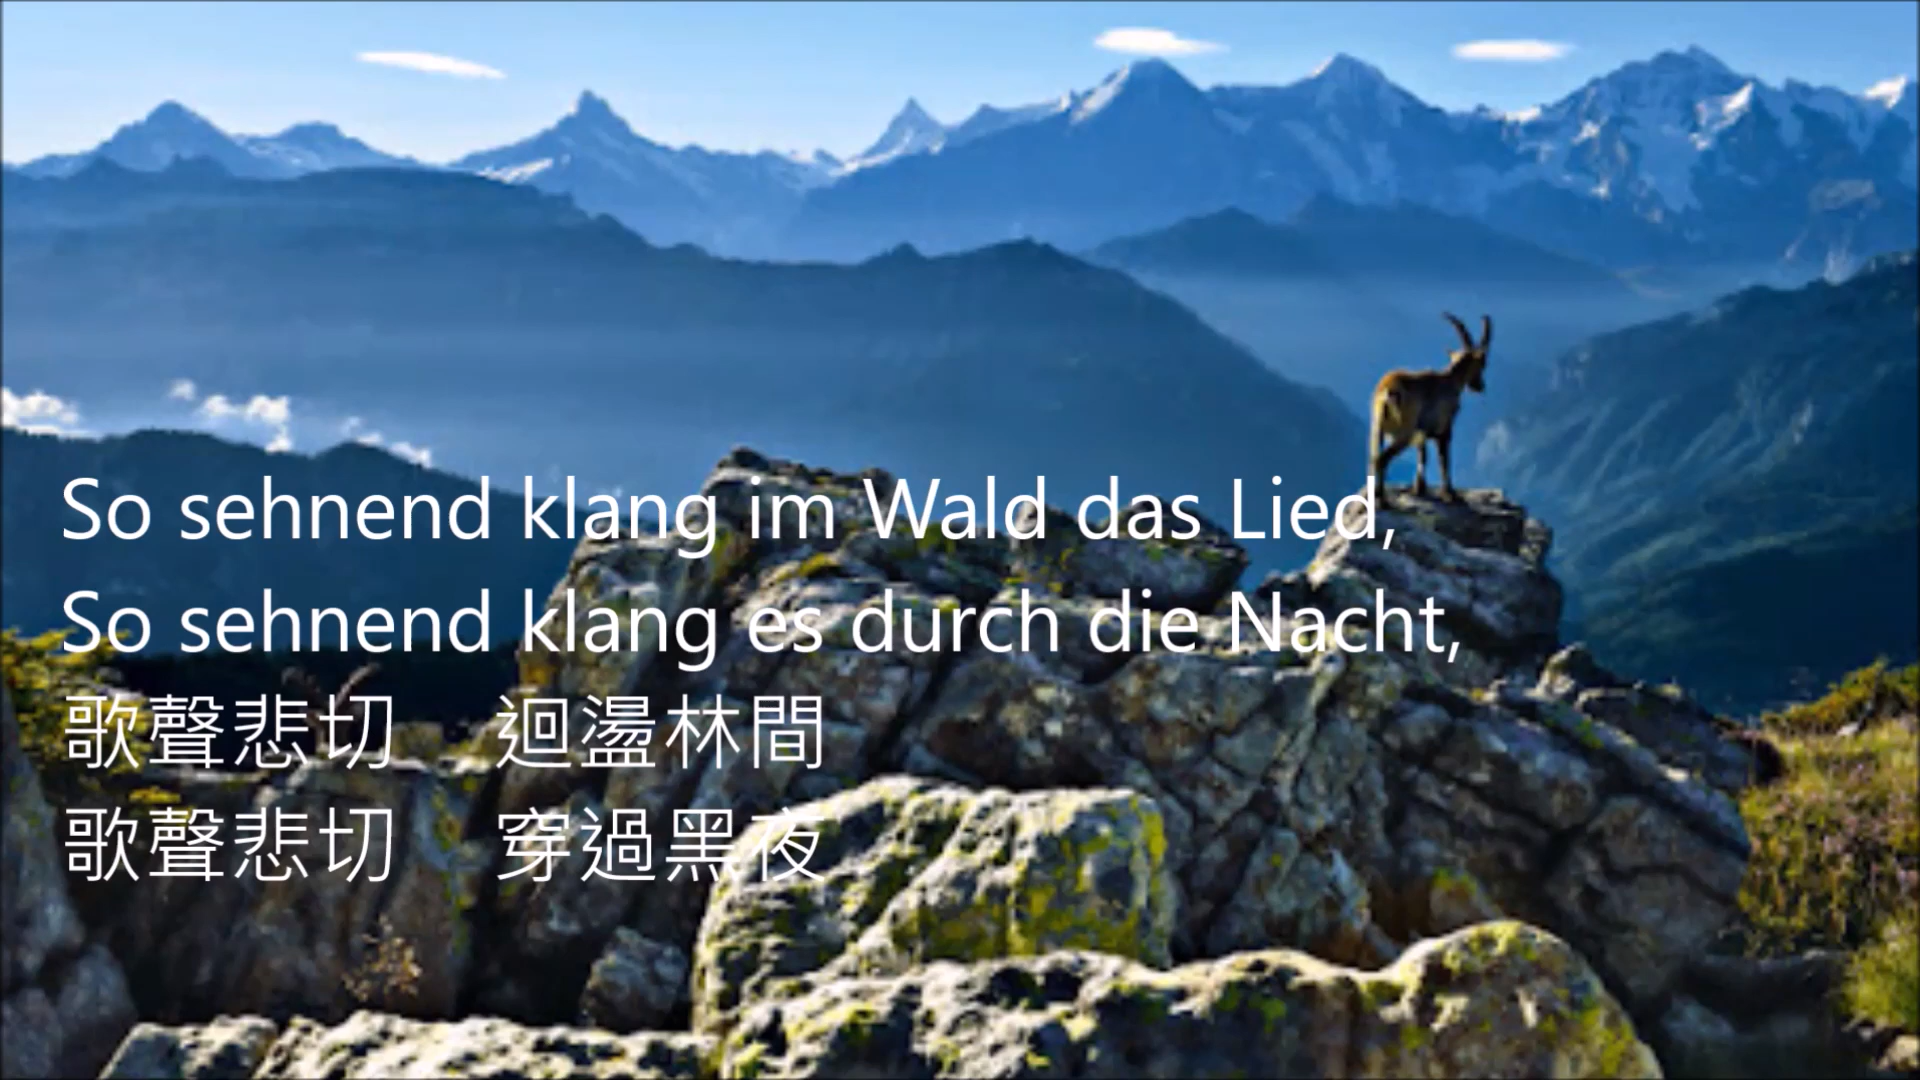 So sehnend klang im Wald das Lied,
So sehnend klang es durch die Nacht,
歌聲悲切 迴盪林間
歌聲悲切 穿過黑夜